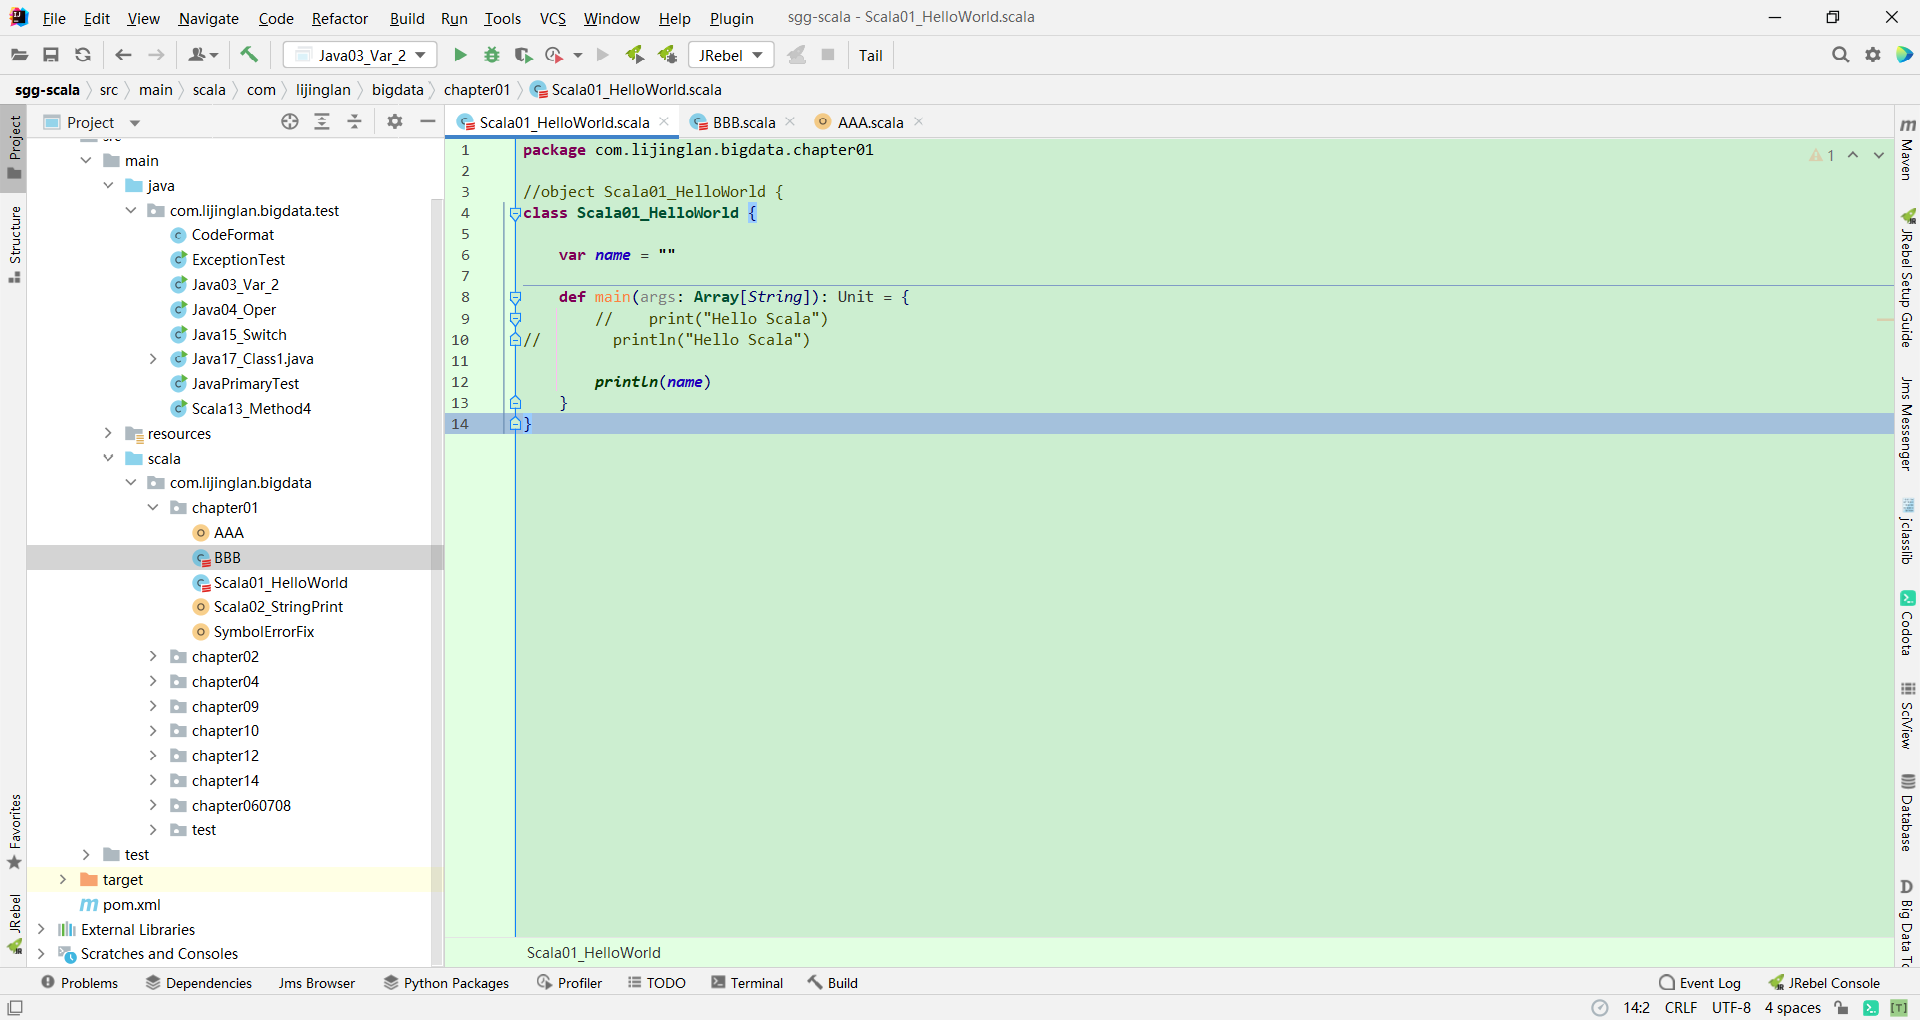 File Edit View Navigate Code Refactor Build Run Tools VCS Window Help Plugin sgg-scala - Scala01_HelloWorld.scala
Java03_Var_2 JRebel Tail
sgg-scala src main scala com lijinglan bigdata chapter01 Scala01_HelloWorld.scala
Project
Scala01_HelloWorld.scala BBB.scala AAA.scala
main
java
com.lijinglan.bigdata.test
CodeFormat
ExceptionTest
Java03_Var_2
Java04_Oper
Java15_Switch
Java17_Class1.java
JavaPrimaryTest
Scala13_Method4
resources
scala
com.lijinglan.bigdata
chapter01
AAA
BBB
Scala01_HelloWorld
Scala02_StringPrint
SymbolErrorFix
chapter02
chapter04
chapter09
chapter10
chapter12
chapter14
chapter060708
test
test
target
pom.xml
External Libraries
Scratches and Consoles
1 package com.lijinglan.bigdata.chapter01
2
3 //object Scala01_HelloWorld {
4 class Scala01_HelloWorld {
5
6 var name = ""
7
8 def main(args: Array[String]): Unit = {
9 // print("Hello Scala")
10 // println("Hello Scala")
11
12 println(name)
13 }
14 }
1
Scala01_HelloWorld
Project
Structure
Favorites
JRebel
m Maven
JRebel Setup Guide
Jms Messenger
jclasslib
Codota
SciView
Database
D Big Data To
Problems Dependencies Jms Browser Python Packages Profiler TODO Terminal Build Event Log JRebel Console
14:2 CRLF UTF-8 4 spaces [T]